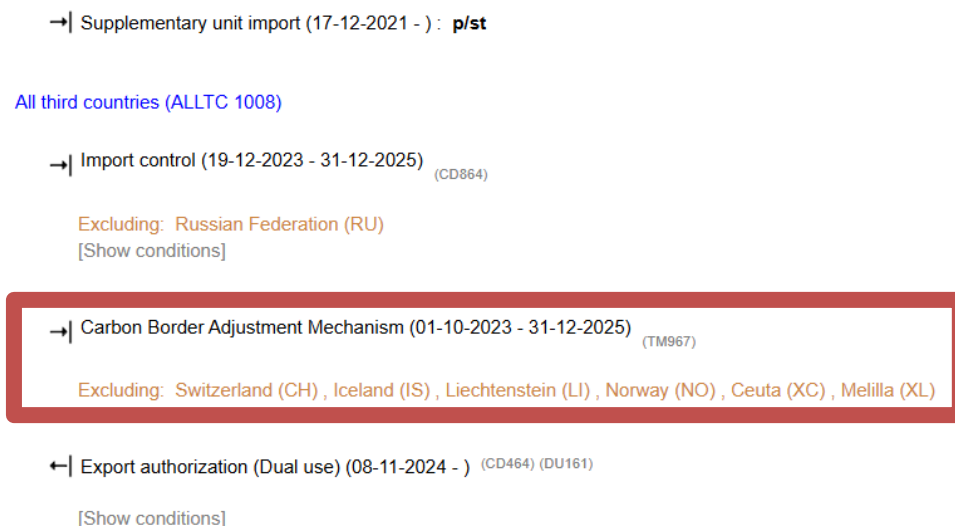 Supplementary unit import (17-12-2021 - ) : p/st
All third countries (ALLTC 1008)
Import control (19-12-2023 - 31-12-2025) (CD864)
Excluding: Russian Federation (RU)
[Show conditions]
Carbon Border Adjustment Mechanism (01-10-2023 - 31-12-2025) (TM967)
Excluding: Switzerland (CH) , Iceland (IS) , Liechtenstein (LI) , Norway (NO) , Ceuta (XC) , Melilla (XL)
Export authorization (Dual use) (08-11-2024 - ) (CD464) (DU161)
[Show conditions]